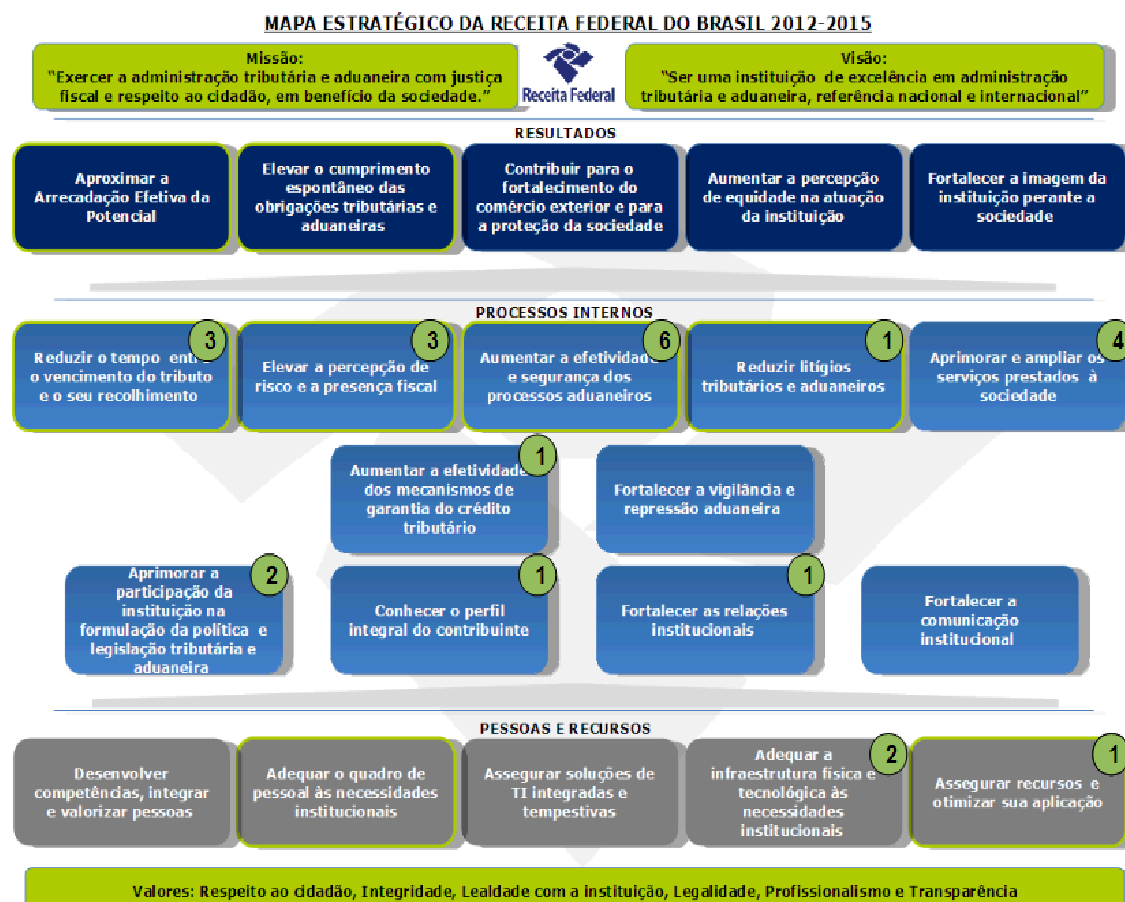 MAPA ESTRATÉGICO DA RECEITA FEDERAL DO BRASIL 2012-2015
Missão:
“Exercer a administração tributária e aduaneira com justiça
fiscal e respeito ao cidadão, em benefício da sociedade.”
Receita Federal
Visão:
“Ser uma instituição de excelência em administração
tributária e aduaneira, referência nacional e internacional”
RESULTADOS
Aproximar a
Arrecadação Efetiva da
Potencial
Elevar o cumprimento
espontâneo das
obrigações tributárias e
aduaneiras
Contribuir para o
fortalecimento do
comércio exterior e para
a proteção da sociedade
Aumentar a percepção
de equidade na atuação
da instituição
Fortalecer a imagem da
instituição perante a
sociedade
PROCESSOS INTERNOS
3
Reduzir o tempo entr
o vencimento do tributo
e o seu recolhimento
3
Elevar a percepção de
risco e a presença fiscal
6
Aumentar a efetividade
e segurança dos
processos aduaneiros
1
Reduzir litígios
tributários e aduaneiros
4
Aprimorar e ampliar os
serviços prestados à
sociedade
1
Aumentar a efetividade
dos mecanismos de
garantia do crédito
tributário
Fortalecer a vigilância e
repressão aduaneira
2
Aprimorar a
participação da
instituição na
formulação da política e
legislação tributária e
aduaneira
1
Conhecer o perfil
integral do contribuinte
1
Fortalecer as relações
institucionais
Fortalecer a
comunicação
institucional
PESSOAS E RECURSOS
Desenvolver
competências, integrar
e valorizar pessoas
Adequar o quadro de
pessoal às necessidades
institucionais
Assegurar soluções de
TI integradas e
tempestivas
2
Adequar a
infraestrutura física e
tecnológica às
necessidades
institucionais
1
Assegurar recursos e
otimizar sua aplicação
Valores: Respeito ao cidadão, Integridade, Lealdade com a instituição, Legalidade, Profissionalismo e Transparência